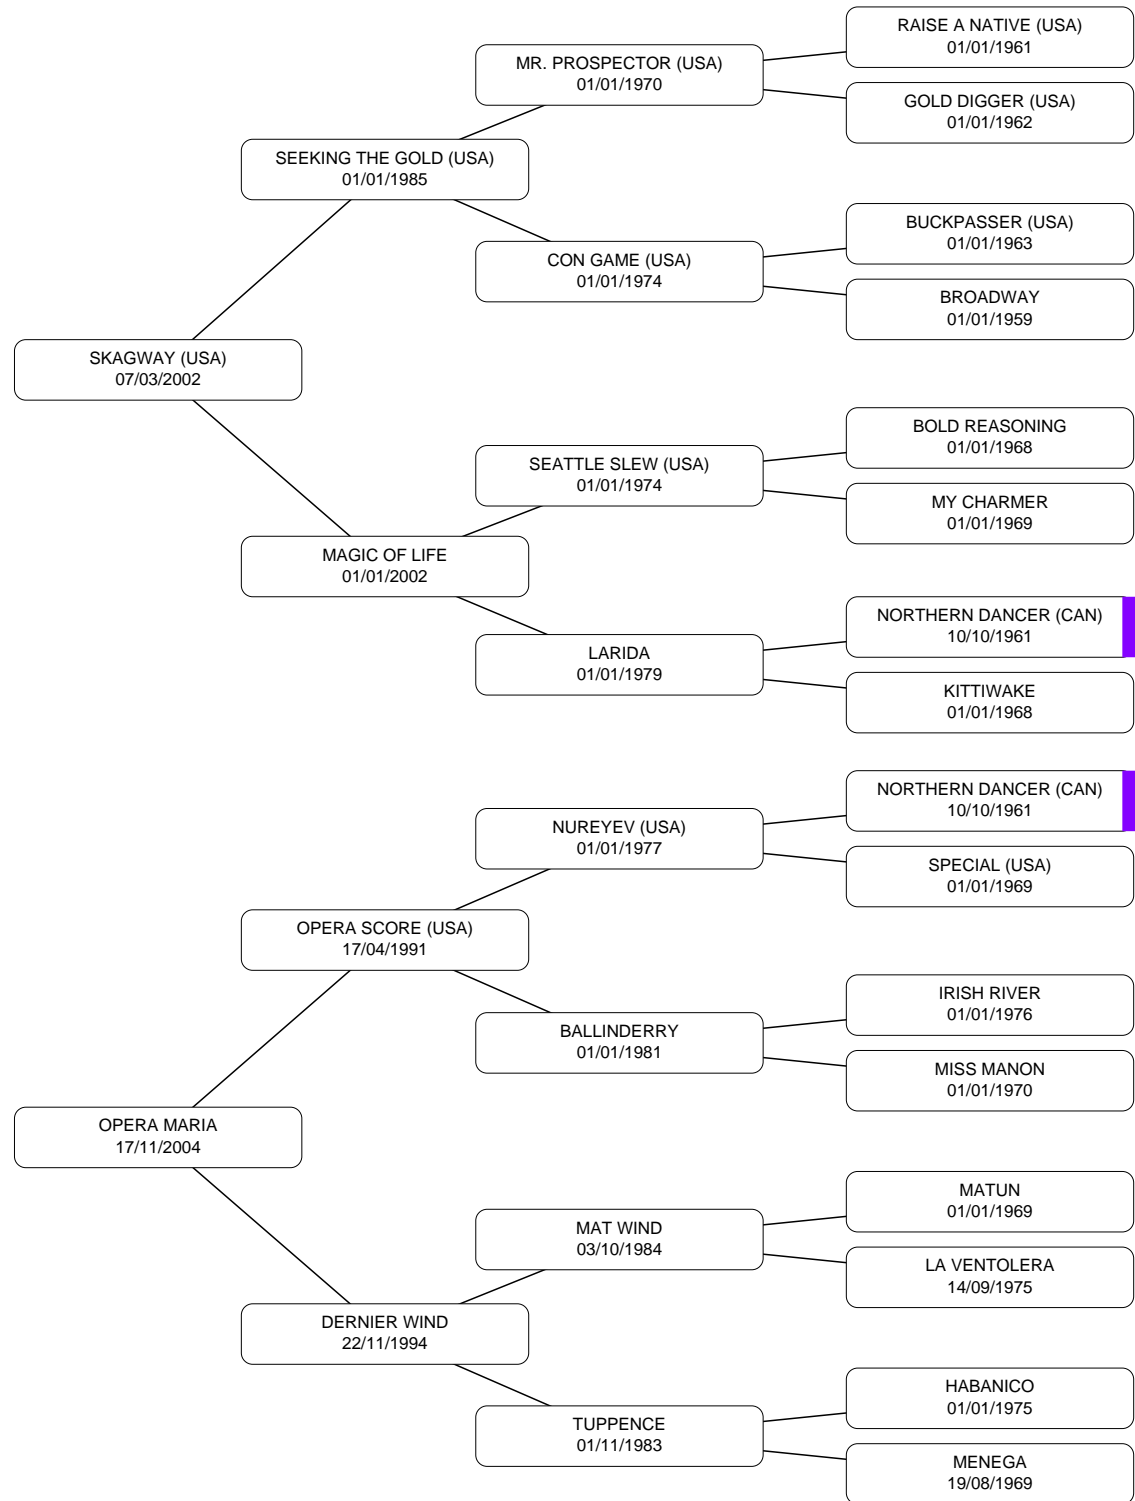 RAISE A NATIVE (USA)
01/01/1961
MR. PROSPECTOR (USA)
01/01/1970
GOLD DIGGER (USA)
01/01/1962
SEEKING THE GOLD (USA)
01/01/1985
BUCKPASSER (USA)
01/01/1963
CON GAME (USA)
01/01/1974
BROADWAY
01/01/1959
SKAGWAY (USA)
07/03/2002
BOLD REASONING
01/01/1968
SEATTLE SLEW (USA)
01/01/1974
MY CHARMER
01/01/1969
MAGIC OF LIFE
01/01/2002
NORTHERN DANCER (CAN)
10/10/1961
LARIDA
01/01/1979
KITTIWAKE
01/01/1968
NORTHERN DANCER (CAN)
10/10/1961
NUREYEV (USA)
01/01/1977
SPECIAL (USA)
01/01/1969
OPERA SCORE (USA)
17/04/1991
IRISH RIVER
01/01/1976
BALLINDERRY
01/01/1981
MISS MANON
01/01/1970
OPERA MARIA
17/11/2004
MATUN
01/01/1969
MAT WIND
03/10/1984
LA VENTOLERA
14/09/1975
DERNIER WIND
22/11/1994
HABANICO
01/01/1975
TUPPENCE
01/11/1983
MENEGA
19/08/1969